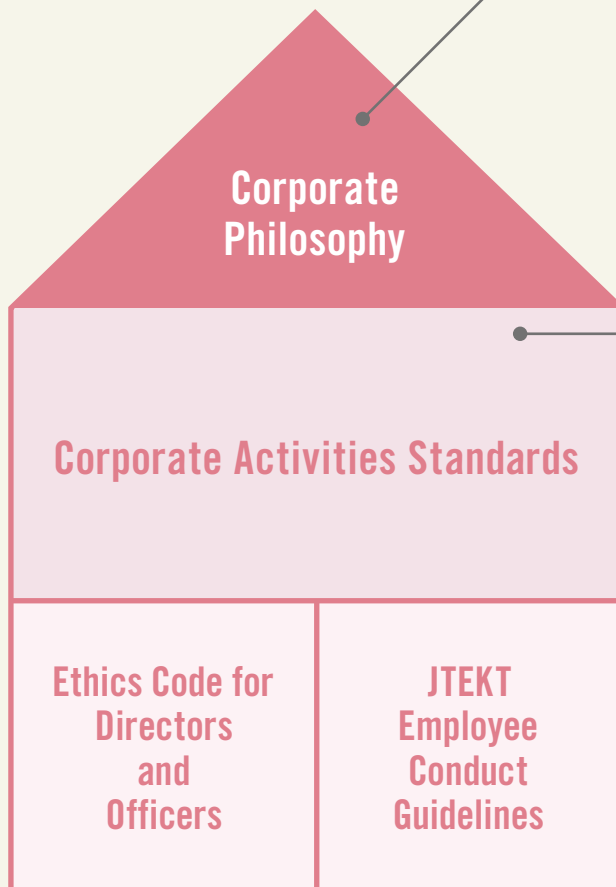 Corporate
Philosophy
Corporate Activities Standards
Ethics Code for
Directors
and
Officers
JTEKT
Employee
Conduct
Guidelines